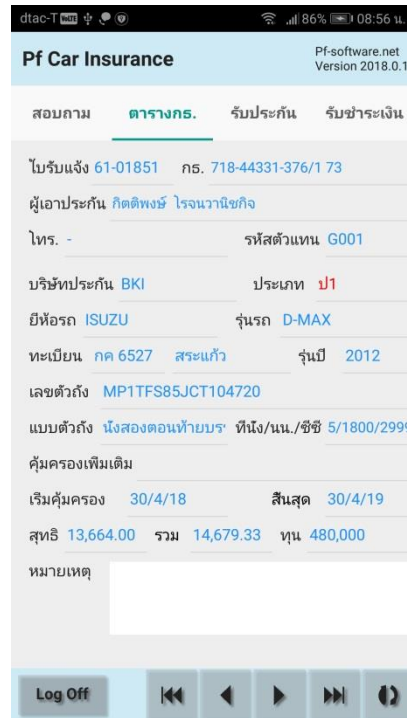 dtac-T VoLTE 86% 08:56 น.
Pf Car Insurance
Pf-software.net
Version 2018.0.1
สอบถาม ตารางกธ. รับประกัน รับชำระเงิน
ใบรับแจ้ง 61-01851 กธ. 718-44331-376/1 73
ผู้เอาประกัน กิตติพงษ์ โรจนวานิชกิจ
โทร. - รหัสตัวแทน G001
บริษัทประกัน BKI ประเภท ป1
ยี่ห้อรถ ISUZU รุ่นรถ D-MAX
ทะเบียน กค 6527 สระแก้ว รุ่นปี 2012
เลขตัวถัง MP1TFS85JCT104720
แบบตัวถัง นั่งสองตอนท้ายบร ที่นั่ง/นน./ซีซี 5/1800/2999
คุ้มครองเพิ่มเติม
เริ่มคุ้มครอง 30/4/18 สิ้นสุด 30/4/19
สุทธิ 13,664.00 รวม 14,679.33 ทุน 480,000
หมายเหตุ
Log Off